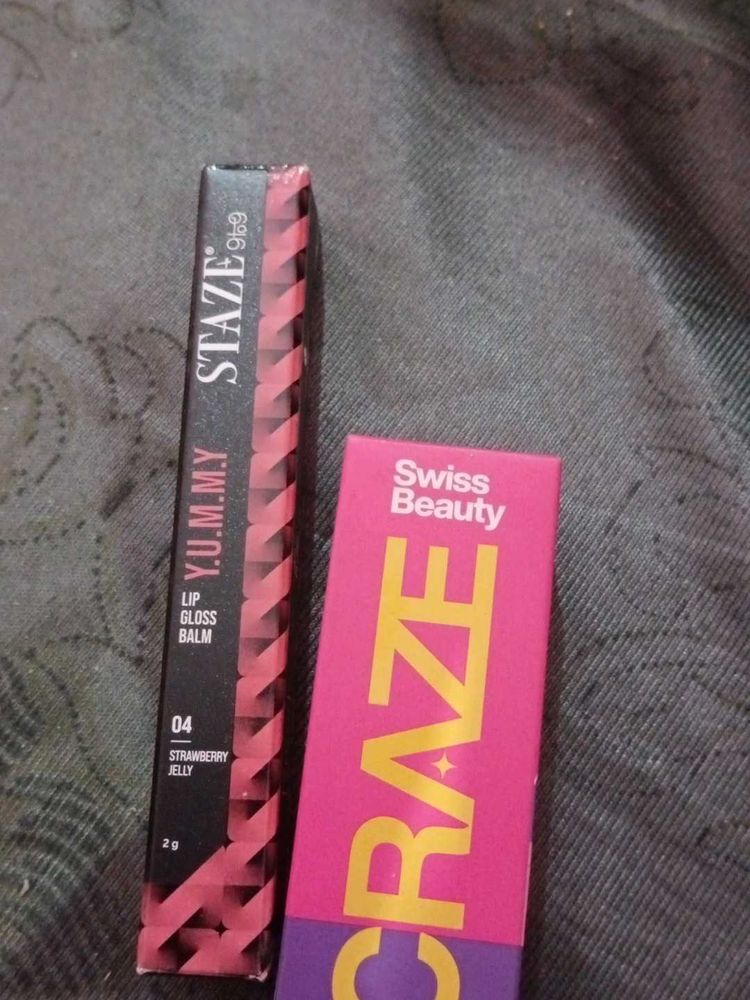 STAZE® 9to9
Y.U.M.M.Y
LIP
GLOSS
BALM
04
STRAWBERRY
JELLY
2 g
Swiss
Beauty
CRAZE